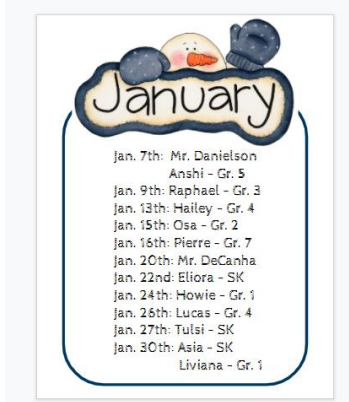 January
Jan. 7th: Mr. Danielson
Anshi - Gr. 5
Jan. 9th: Raphael - Gr. 3
Jan. 13th: Hailey - Gr. 4
Jan. 15th: Osa - Gr. 2
Jan. 16th: Pierre - Gr. 7
Jan. 20th: Mr. DeCanha
Jan. 22nd: Eliora - SK
Jan. 24th: Howie - Gr. 1
Jan. 26th: Lucas - Gr. 4
Jan. 27th: Tulsi - SK
Jan. 30th: Asia - SK
Liviana - Gr. 1